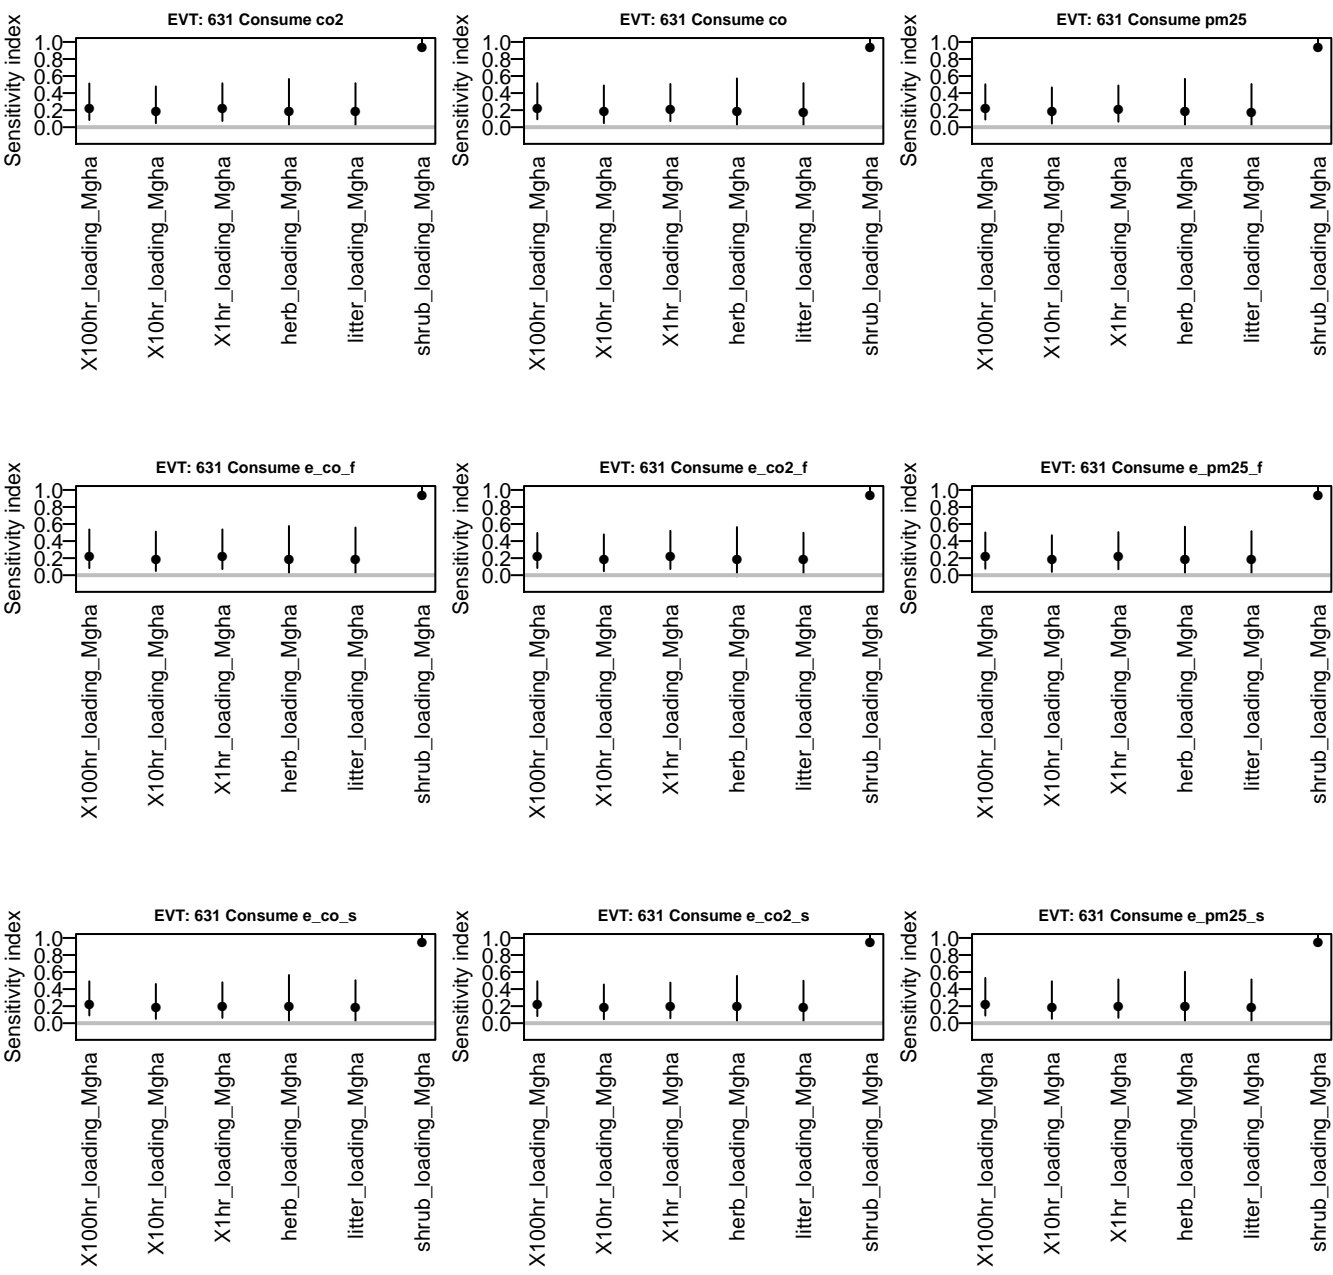 EVT: 631 Consume co2
Sensitivity index
1.0
0.8
0.6
0.4
0.2
0.0
X100hr_loading_Mgha
X10hr_loading_Mgha
X1hr_loading_Mgha
herb_loading_Mgha
litter_loading_Mgha
shrub_loading_Mgha
EVT: 631 Consume co
Sensitivity index
1.0
0.8
0.6
0.4
0.2
0.0
X100hr_loading_Mgha
X10hr_loading_Mgha
X1hr_loading_Mgha
herb_loading_Mgha
litter_loading_Mgha
shrub_loading_Mgha
EVT: 631 Consume pm25
Sensitivity index
1.0
0.8
0.6
0.4
0.2
0.0
X100hr_loading_Mgha
X10hr_loading_Mgha
X1hr_loading_Mgha
herb_loading_Mgha
litter_loading_Mgha
shrub_loading_Mgha
EVT: 631 Consume e_co_f
Sensitivity index
1.0
0.8
0.6
0.4
0.2
0.0
X100hr_loading_Mgha
X10hr_loading_Mgha
X1hr_loading_Mgha
herb_loading_Mgha
litter_loading_Mgha
shrub_loading_Mgha
EVT: 631 Consume e_co2_f
Sensitivity index
1.0
0.8
0.6
0.4
0.2
0.0
X100hr_loading_Mgha
X10hr_loading_Mgha
X1hr_loading_Mgha
herb_loading_Mgha
litter_loading_Mgha
shrub_loading_Mgha
EVT: 631 Consume e_pm25_f
Sensitivity index
1.0
0.8
0.6
0.4
0.2
0.0
X100hr_loading_Mgha
X10hr_loading_Mgha
X1hr_loading_Mgha
herb_loading_Mgha
litter_loading_Mgha
shrub_loading_Mgha
EVT: 631 Consume e_co_s
Sensitivity index
1.0
0.8
0.6
0.4
0.2
0.0
X100hr_loading_Mgha
X10hr_loading_Mgha
X1hr_loading_Mgha
herb_loading_Mgha
litter_loading_Mgha
shrub_loading_Mgha
EVT: 631 Consume e_co2_s
Sensitivity index
1.0
0.8
0.6
0.4
0.2
0.0
X100hr_loading_Mgha
X10hr_loading_Mgha
X1hr_loading_Mgha
herb_loading_Mgha
litter_loading_Mgha
shrub_loading_Mgha
EVT: 631 Consume e_pm25_s
Sensitivity index
1.0
0.8
0.6
0.4
0.2
0.0
X100hr_loading_Mgha
X10hr_loading_Mgha
X1hr_loading_Mgha
herb_loading_Mgha
litter_loading_Mgha
shrub_loading_Mgha